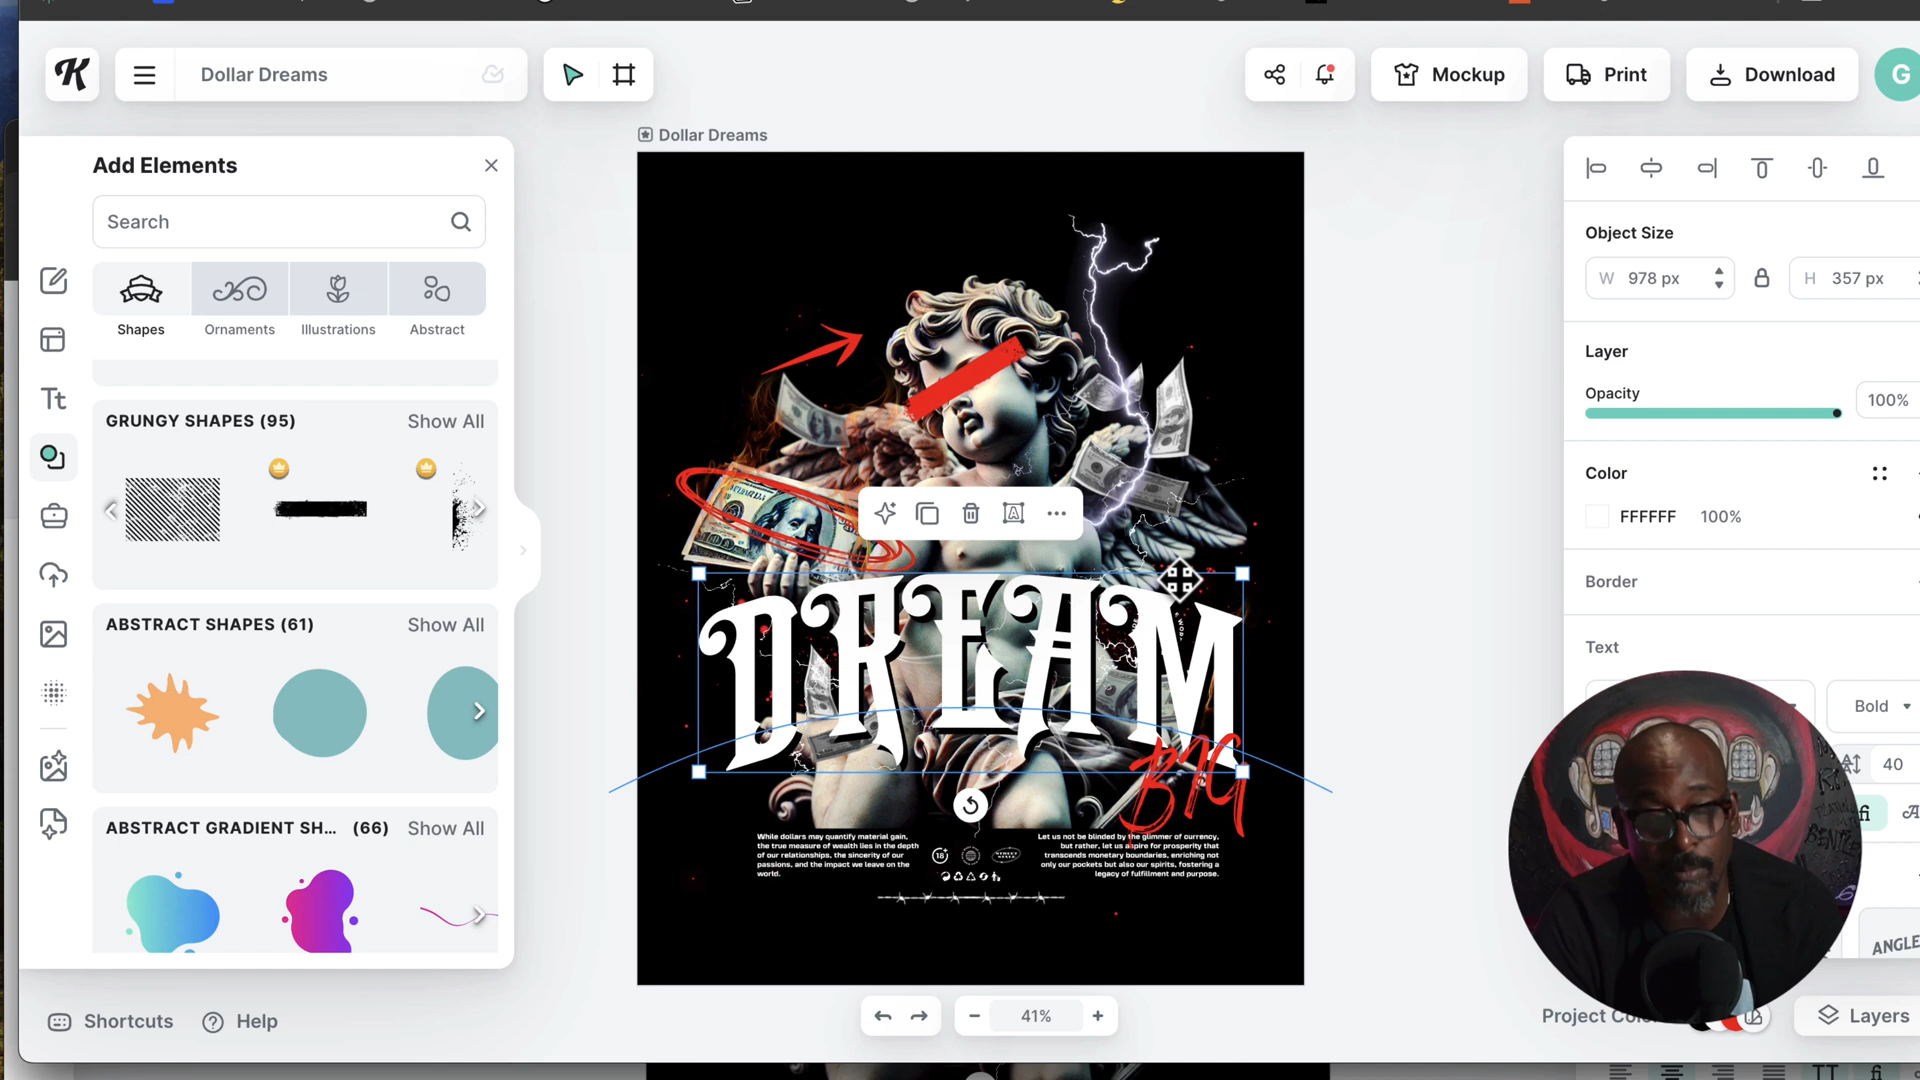 K
Dollar Dreams
Mockup
Print
Download
G
Add Elements
Search
Shapes
Ornaments
Illustrations
Abstract
GRUNGY SHAPES (95)
Show All
ABSTRACT SHAPES (61)
Show All
ABSTRACT GRADIENT SH... (66)
Show All
Shortcuts
Help
Dollar Dreams
DREAM
BIG
While dollars may quantify material gain,
the true measure of wealth lies in the depth
of our relationships, the sincerity of our
passions, and the impact we leave on the
world.
18
Let us not be blinded by the glimmer of currency,
but rather, let us aspire for prosperity that
transcends monetary boundaries, enriching not
only our pockets but also our spirits, fostering a
legacy of fulfillment and purpose.
41%
Object Size
W 978 px
H 357 px
Layer
Opacity
100%
Color
FFFFFF 100%
Border
Text
Bold
40
fi
ANGLE
Project
Layers
TT
fi